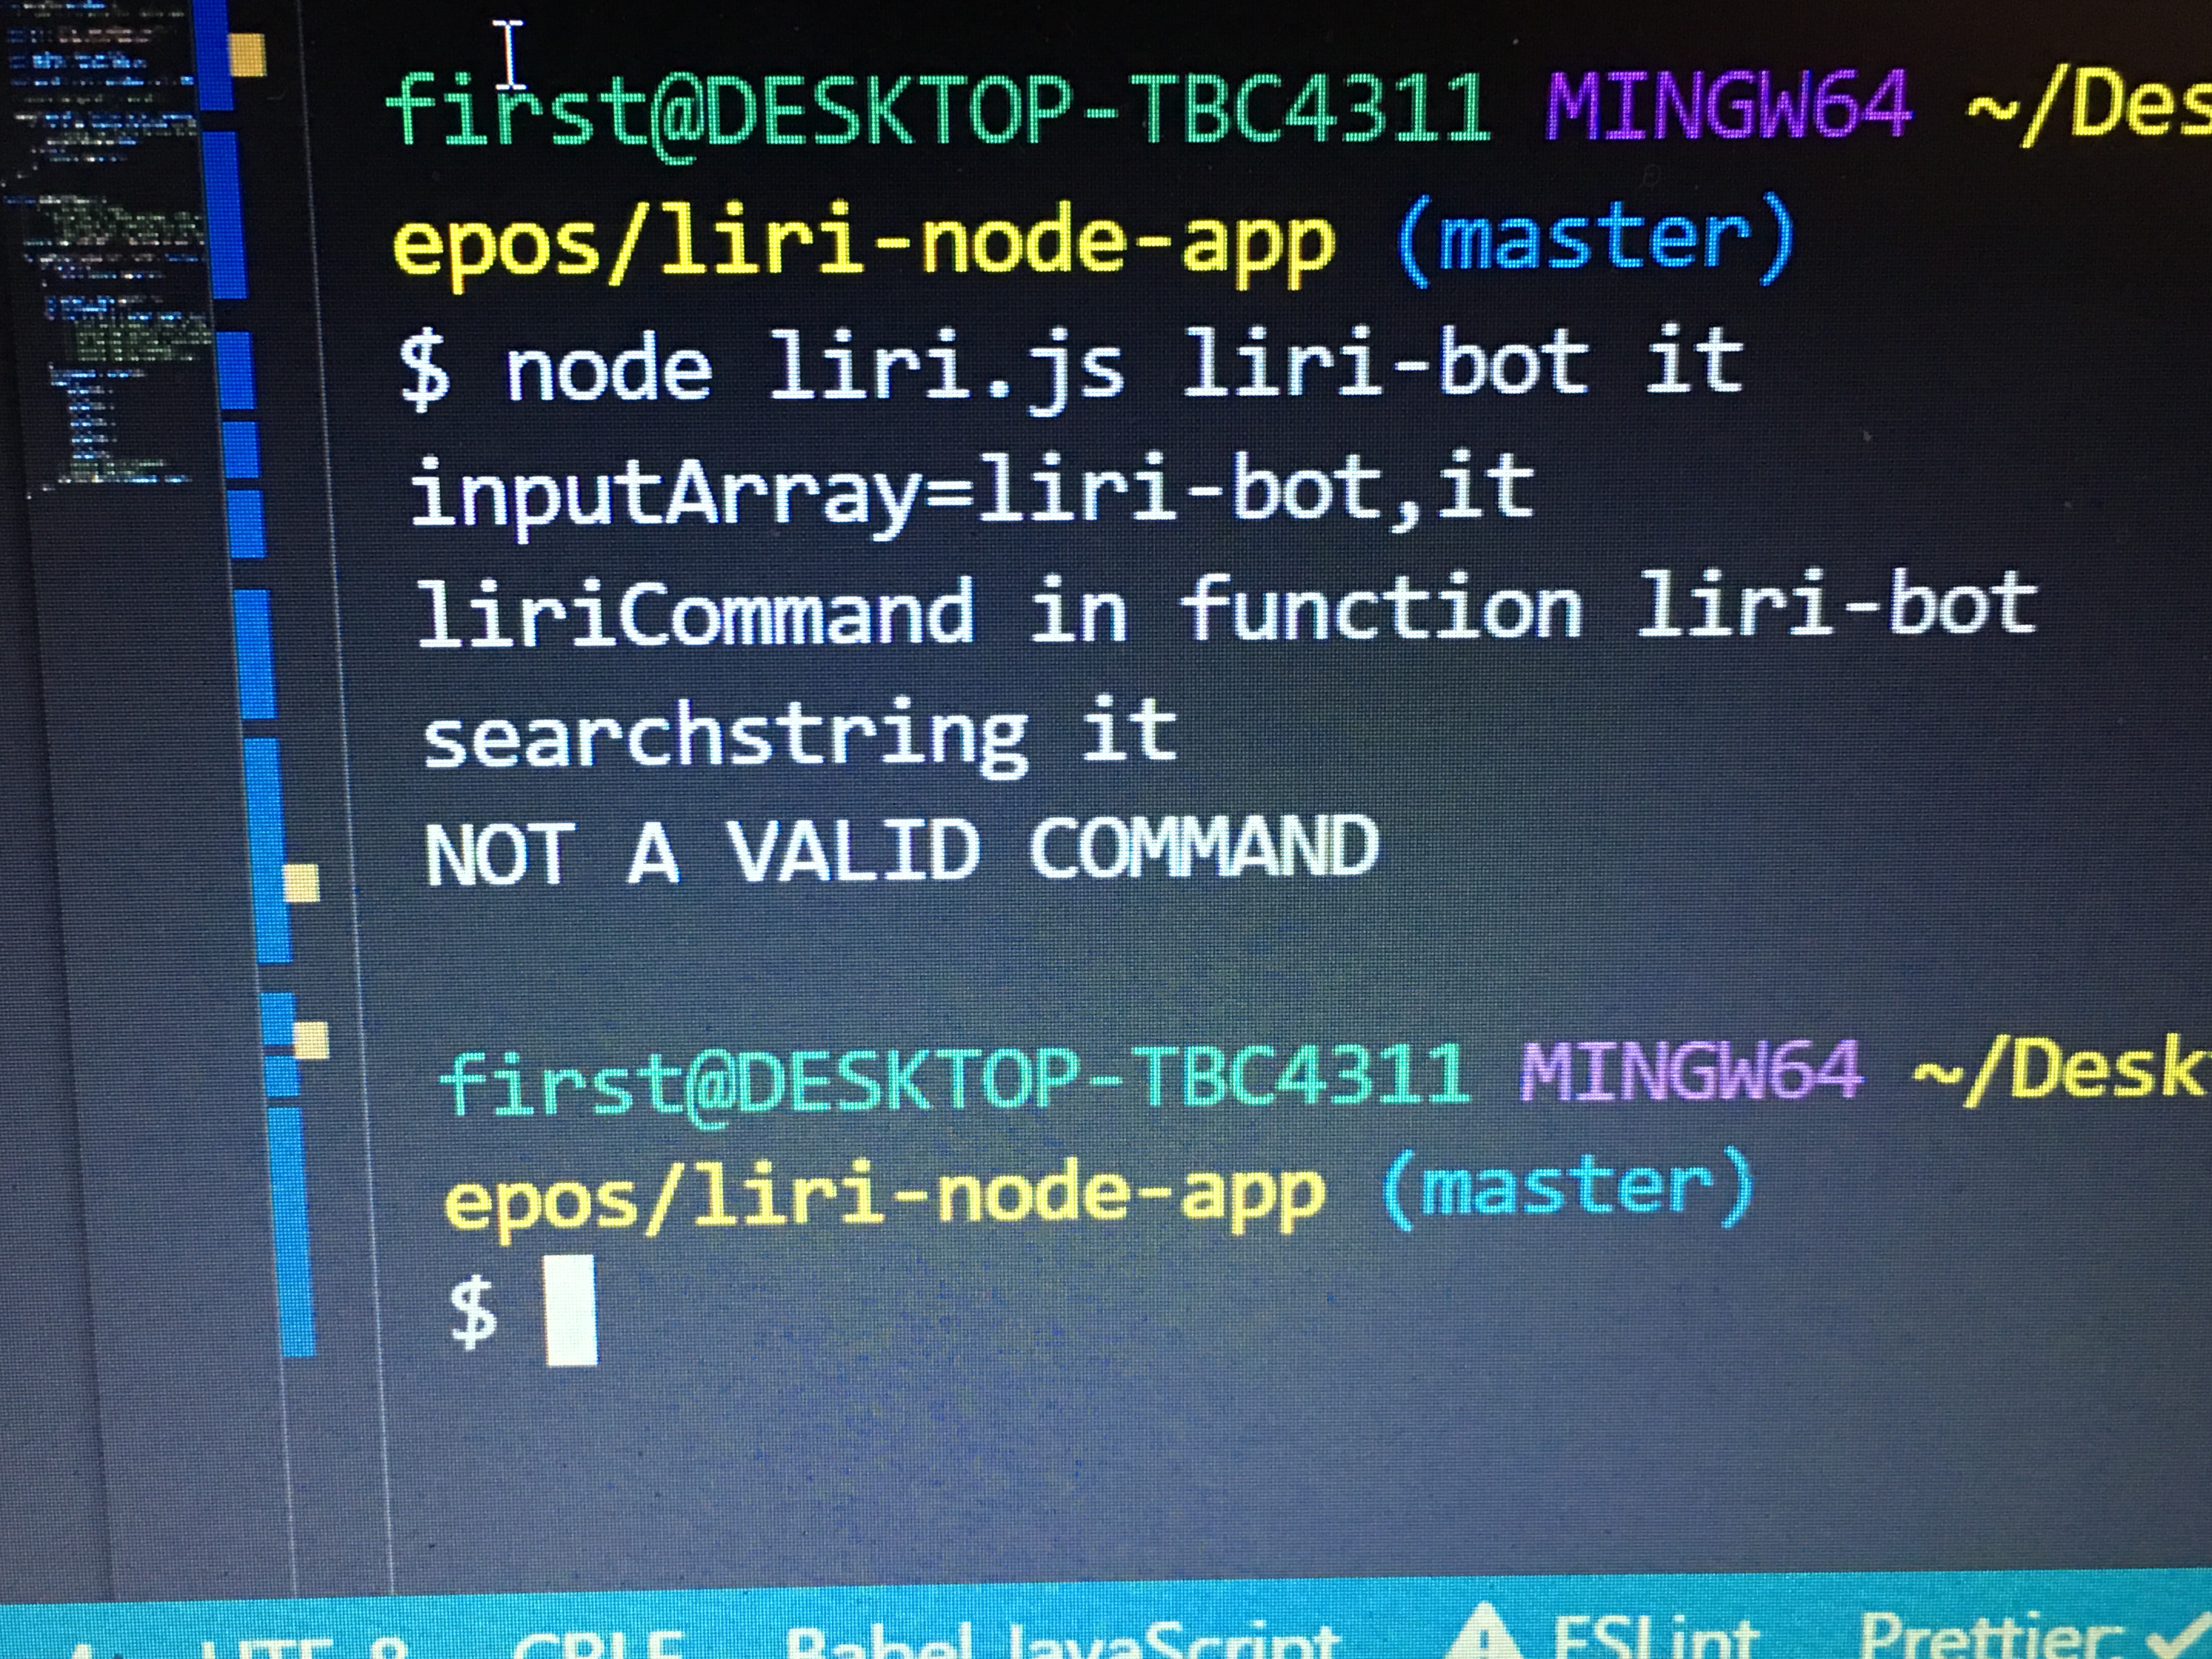 first@DESKTOP-TBC4311 MINGW64 ~/Des
epos/liri-node-app (master)
$ node liri.js liri-bot it
inputArray=liri-bot,it
liriCommand in function liri-bot
searchstring it
NOT A VALID COMMAND
first@DESKTOP-TBC4311 MINGW64 ~/Desk
epos/liri-node-app (master)
$
UTF-8 CRLF Babel JavaScript ESLint Prettier: ✓